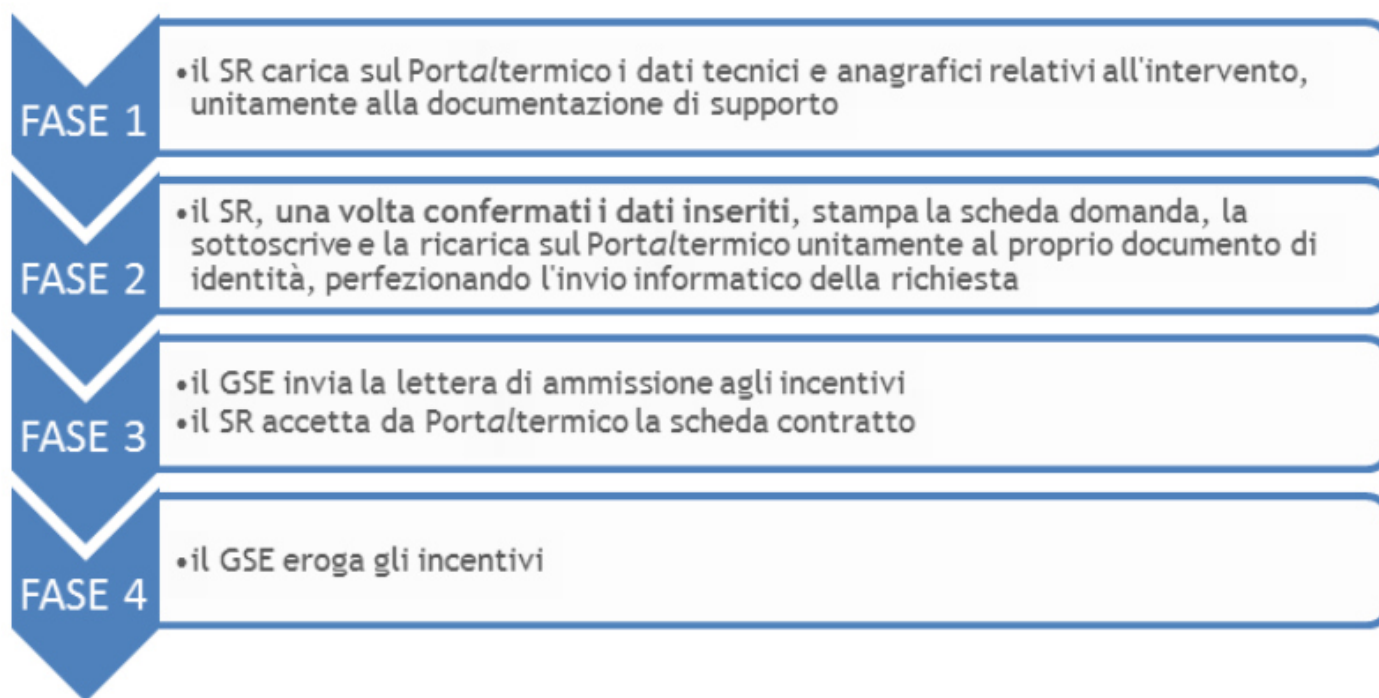 FASE 1
•il SR carica sul Portaltermico i dati tecnici e anagrafici relativi all'intervento,
unitamente alla documentazione di supporto
FASE 2
•il SR, una volta confermati i dati inseriti, stampa la scheda domanda, la
sottoscrive e la ricarica sul Portaltermico unitamente al proprio documento di
identità, perfezionando l'invio informatico della richiesta
FASE 3
•il GSE invia la lettera di ammissione agli incentivi
•il SR accetta da Portaltermico la scheda contratto
FASE 4
•il GSE eroga gli incentivi